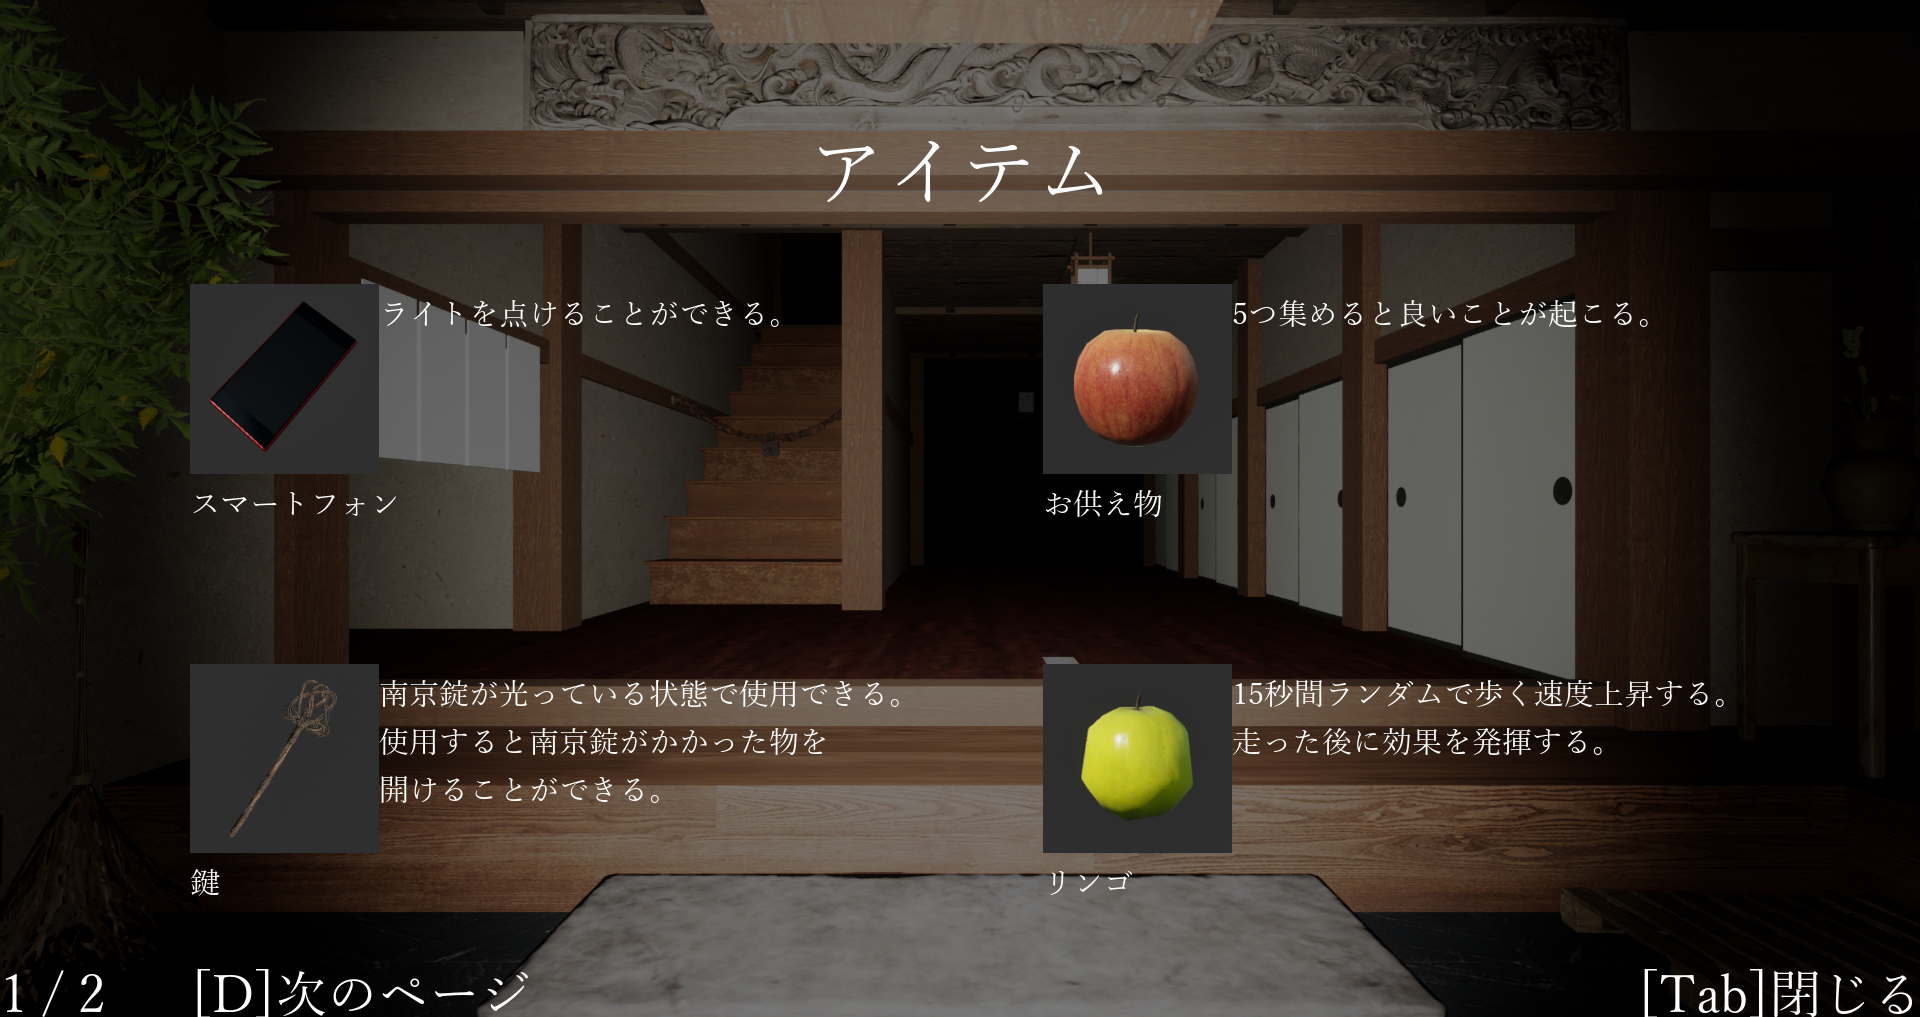 アイテム
ライトを点けることができる。
スマートフォン
5つ集めると良いことが起こる。
お供え物
南京錠が光っている状態で使用できる。
使用すると南京錠がかかった物を
開けることができる。
鍵
15秒間ランダムで歩く速度上昇する。
走った後に効果を発揮する。
リンゴ
1 / 2
[D]次のページ
[Tab]閉じる